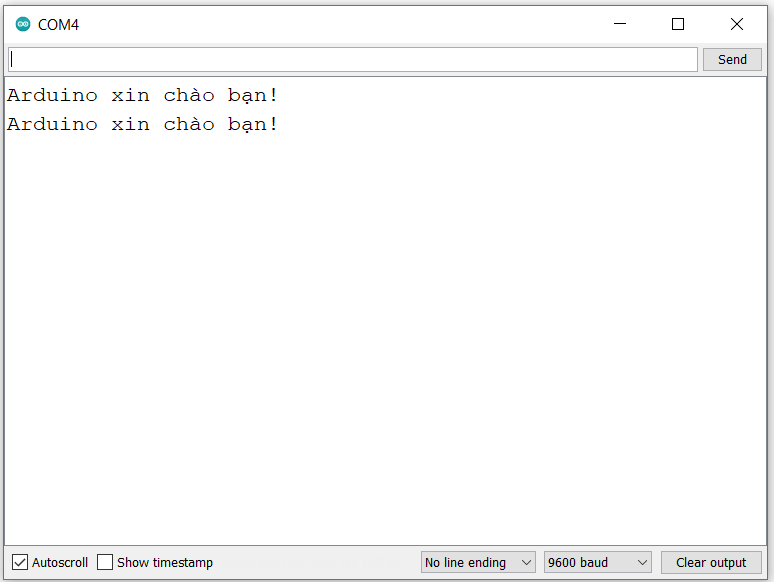 COM4
Send
Arduino xin chào bạn!
Arduino xin chào bạn!
Autoscroll Show timestamp No line ending 9600 baud Clear output